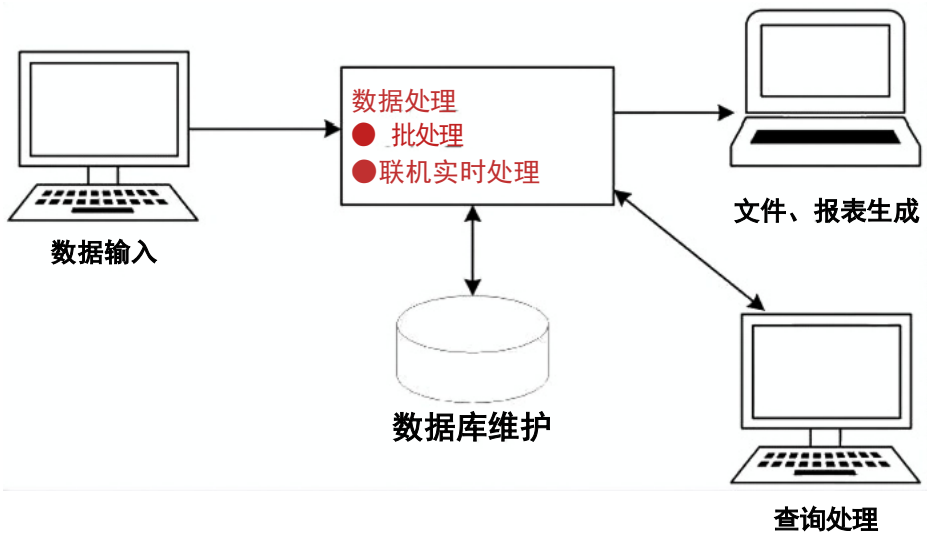 数据处理
● 批处理
●联机实时处理
数据输入
文件、报表生成
数据库维护
查询处理